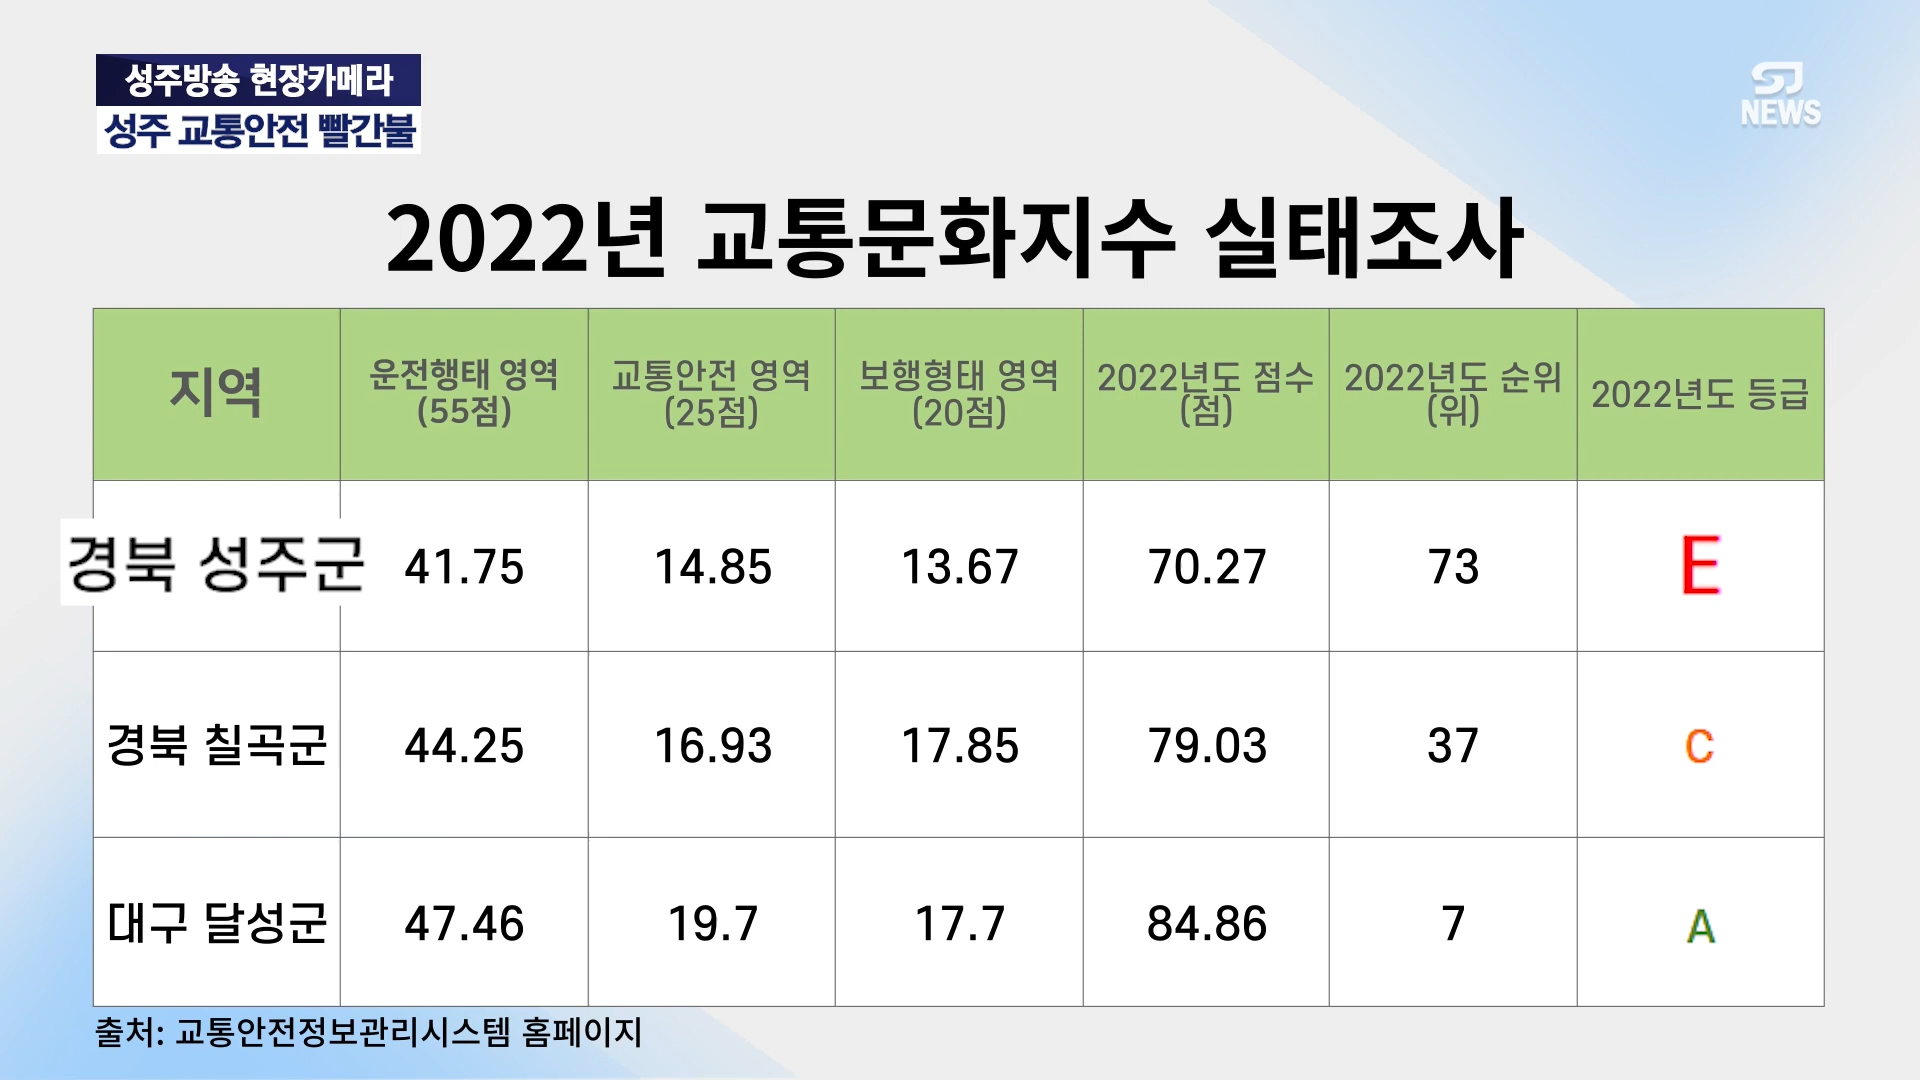 성주방송 현장카메라
성주 교통안전 빨간불
SJ
NEWS
2022년 교통문화지수 실태조사
지역 운전행태 영역 (55점) 교통안전 영역 (25점) 보행형태 영역 (20점) 2022년도 점수 (점) 2022년도 순위 (위) 2022년도 등급
경북 성주군 41.75 14.85 13.67 70.27 73 E
경북 칠곡군 44.25 16.93 17.85 79.03 37 C
대구 달성군 47.46 19.7 17.7 84.86 7 A
출처: 교통안전정보관리시스템 홈페이지